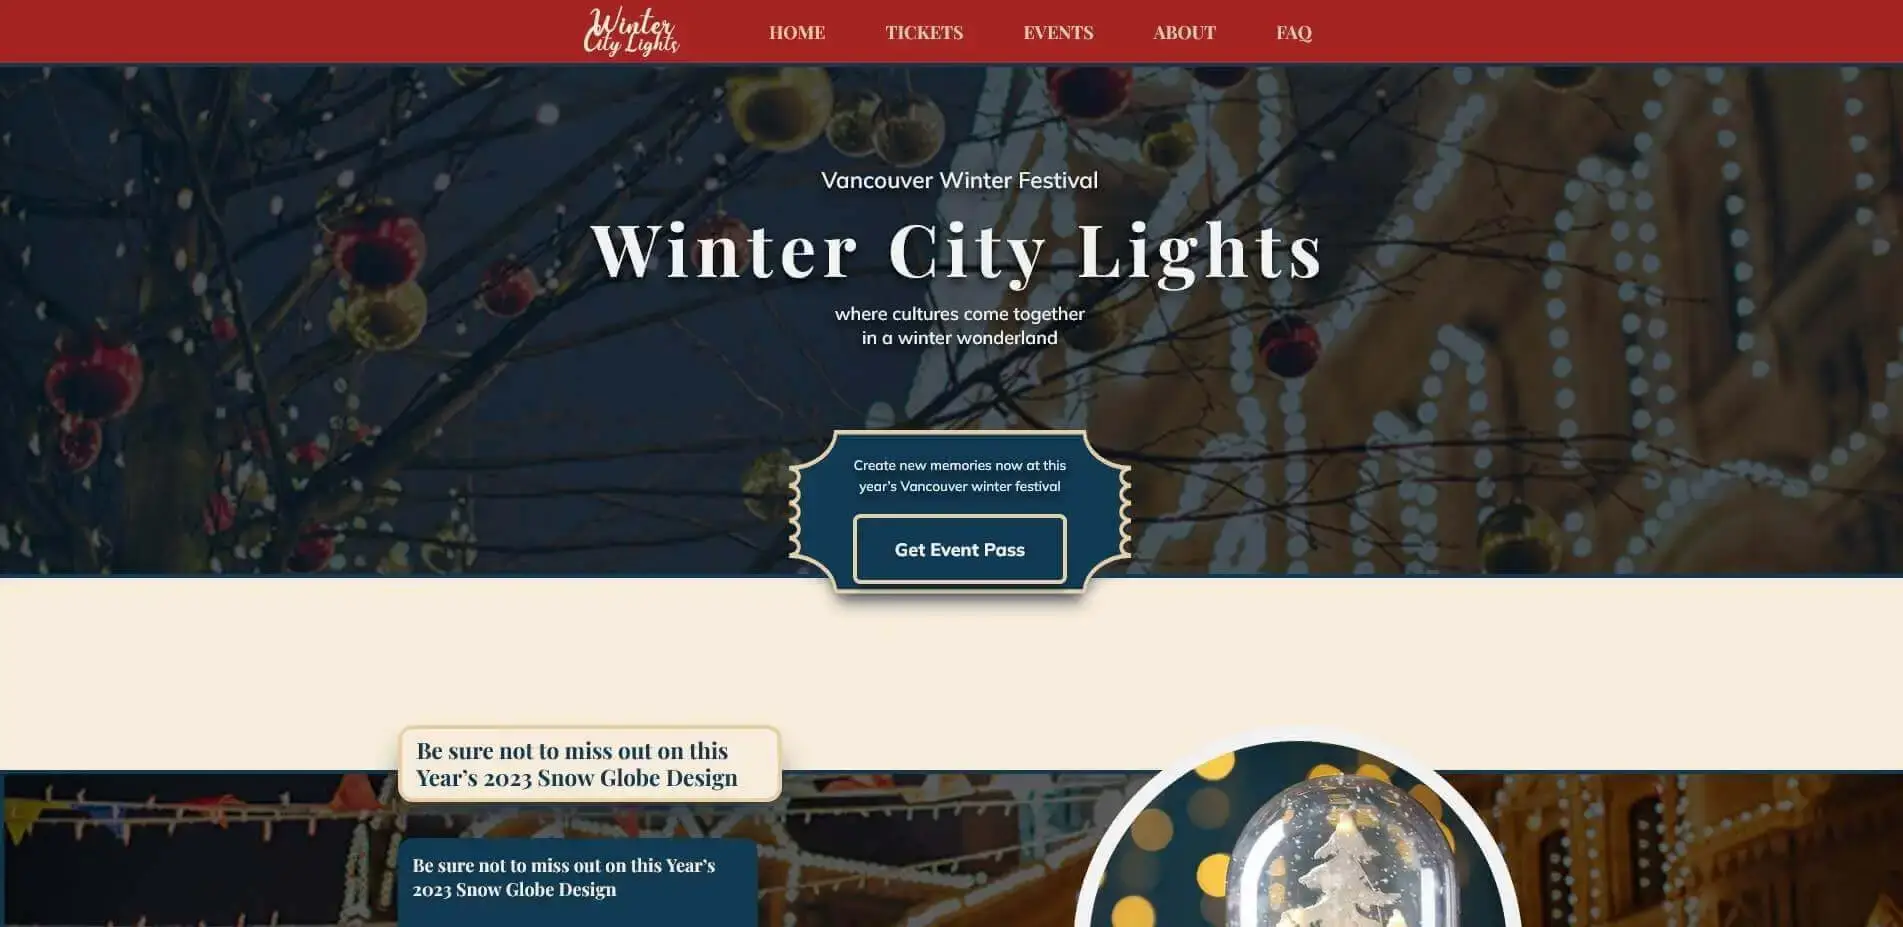 Winter
City Lights
HOME
TICKETS
EVENTS
ABOUT
FAQ
Vancouver Winter Festival
Winter City Lights
where cultures come together
in a winter wonderland
Create new memories now at this
year’s Vancouver winter festival
Get Event Pass
Be sure not to miss out on this
Year’s 2023 Snow Globe Design
Be sure not to miss out on this Year’s
2023 Snow Globe Design